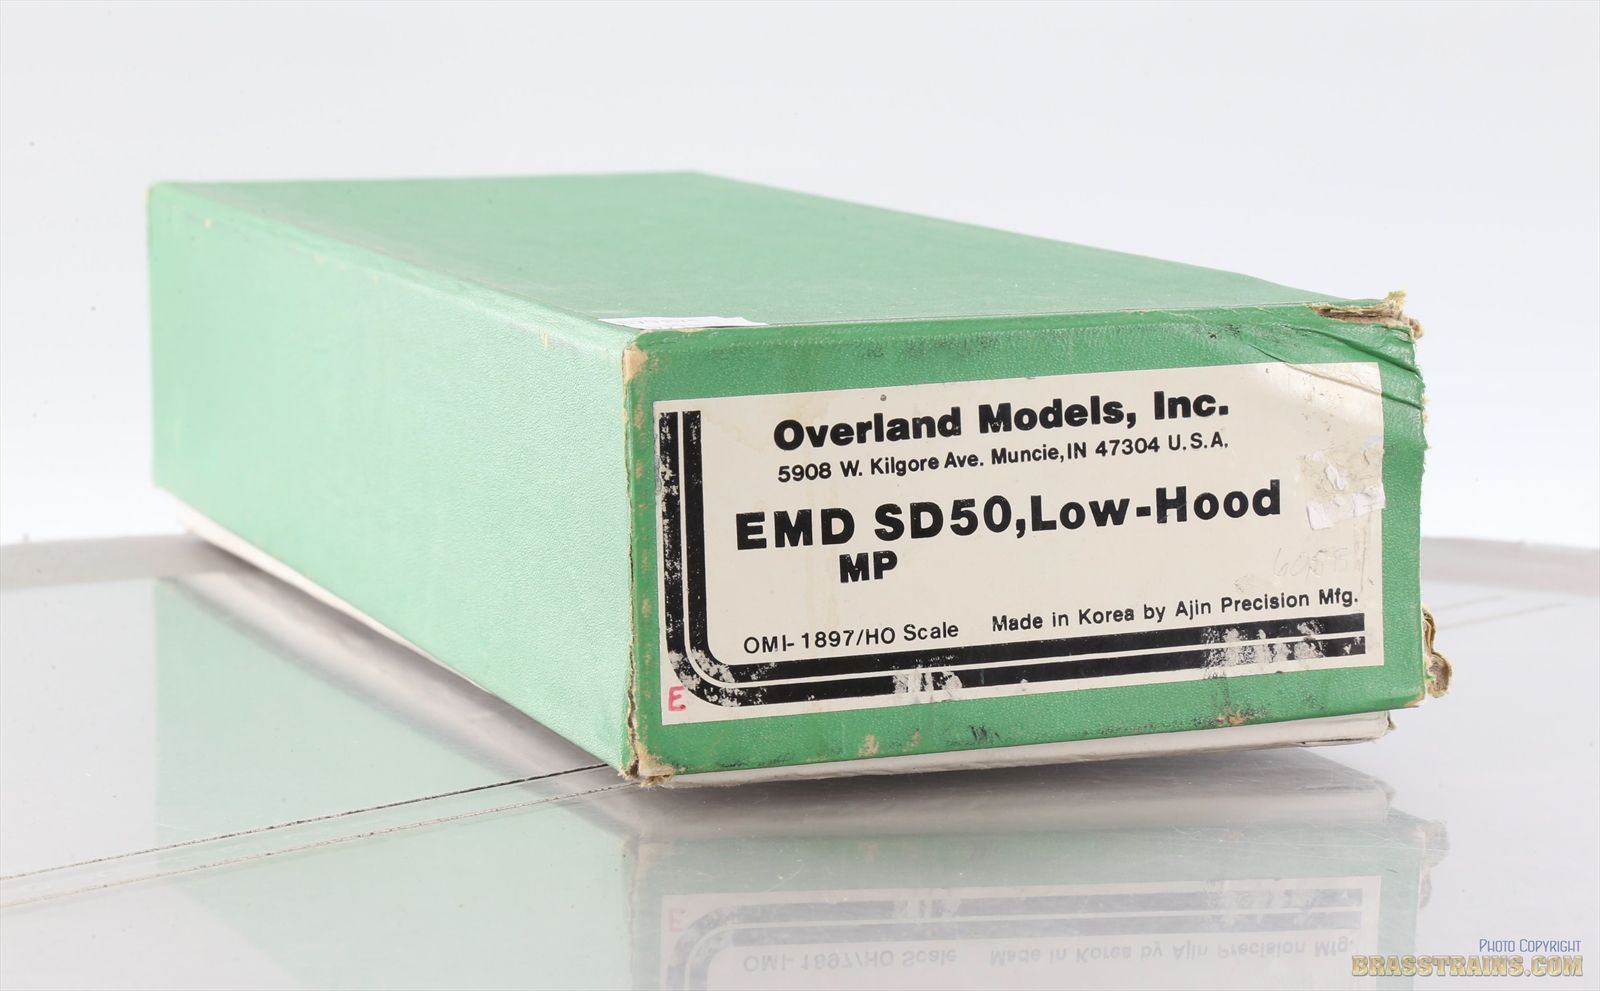 Overland Models, Inc.
5908 W. Kilgore Ave. Muncie, IN 47304 U.S.A.
EMD SD50, Low-Hood
MP
OMI-1897/HO Scale Made in Korea by Ajin Precision Mfg.
E
PHOTO COPYRIGHT
BRASSTRAINS.COM